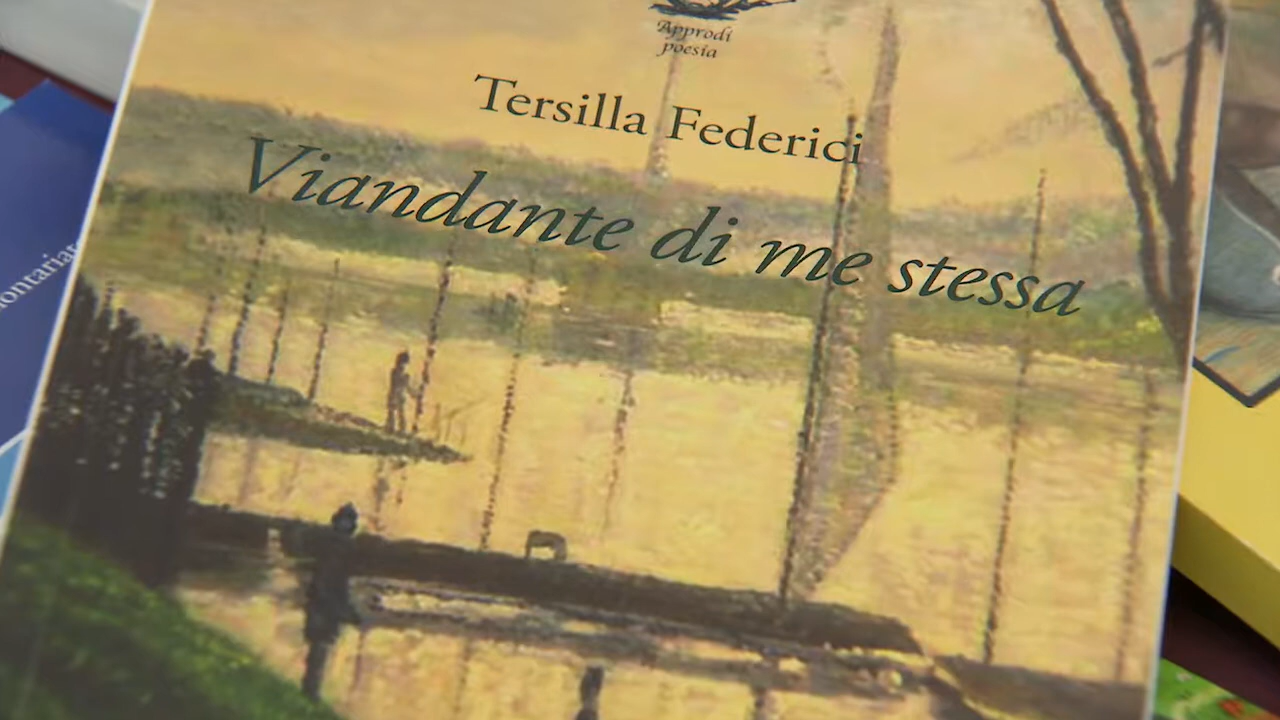 Approdi
poesia
Tersilla Federici
Viandante di me stessa